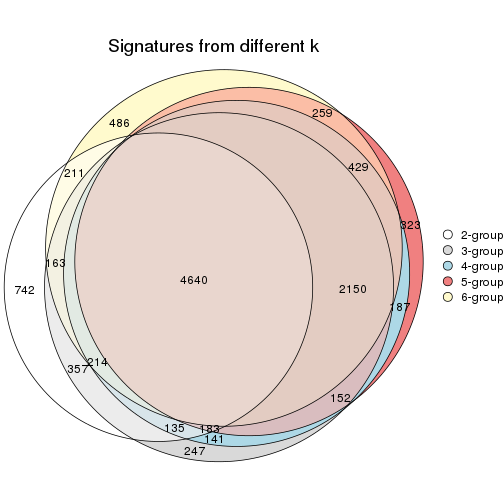 Signatures from different k
486
259
211
429
323
163
742
4640
2150
187
357
214
152
135
183
141
247
2-group
3-group
4-group
5-group
6-group